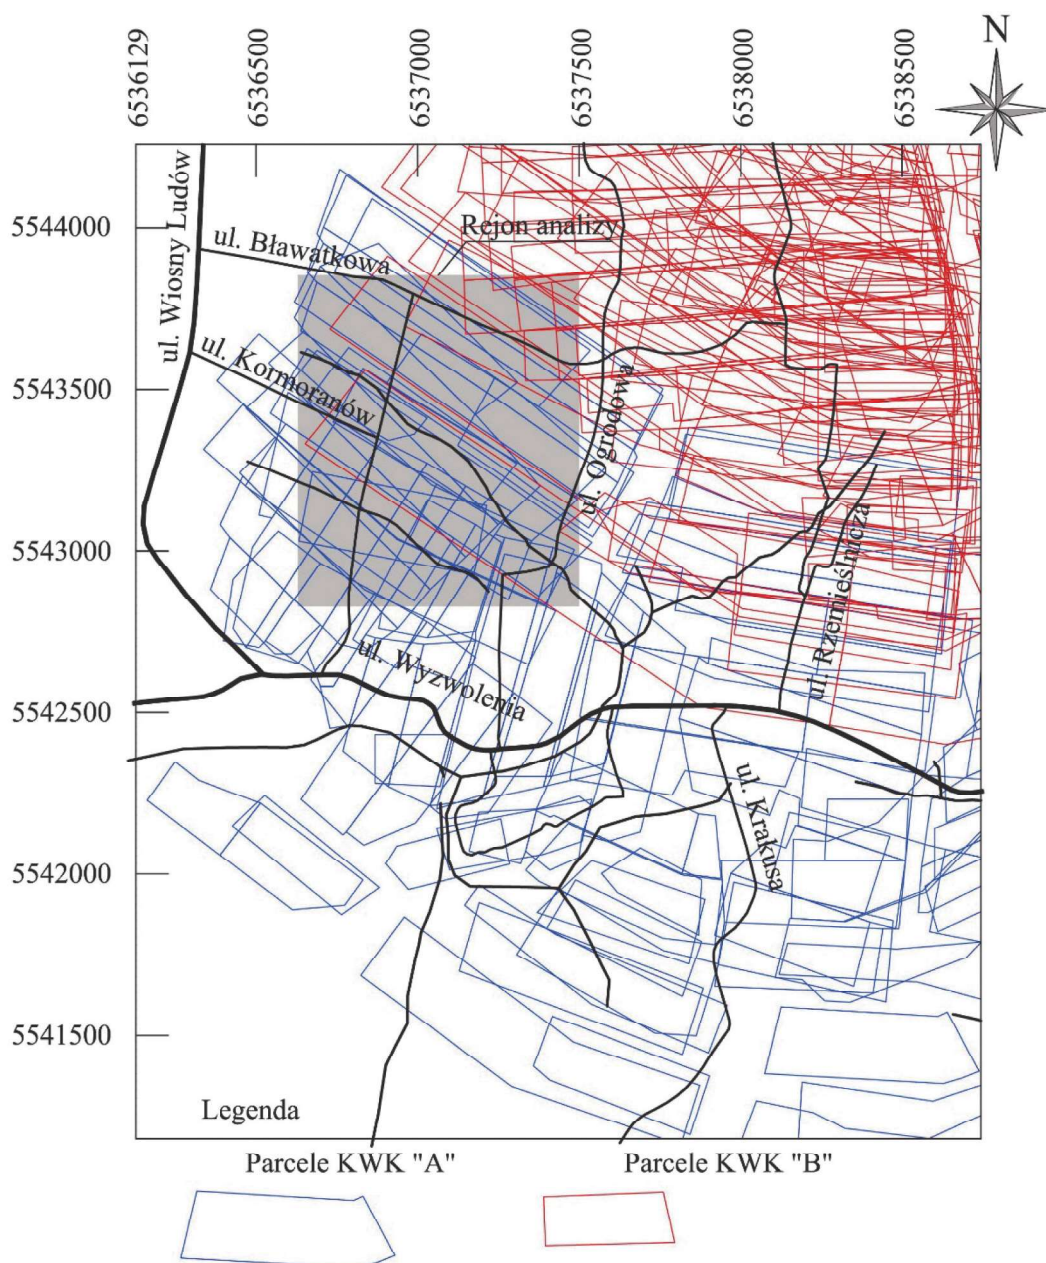 N
6536129
6536500
6537000
6537500
6538000
6538500
5544000
5543500
5543000
5542500
5542000
5541500
ul. Wiosny Ludów
ul. Bławatkowa
Rejon analizy
ul. Kormoranów
ul. Ogrodowa
ul. Rzemieślnicza
ul. Wyzwolenia
ul. Krakusa
Legenda
Parcele KWK "A"
Parcele KWK "B"